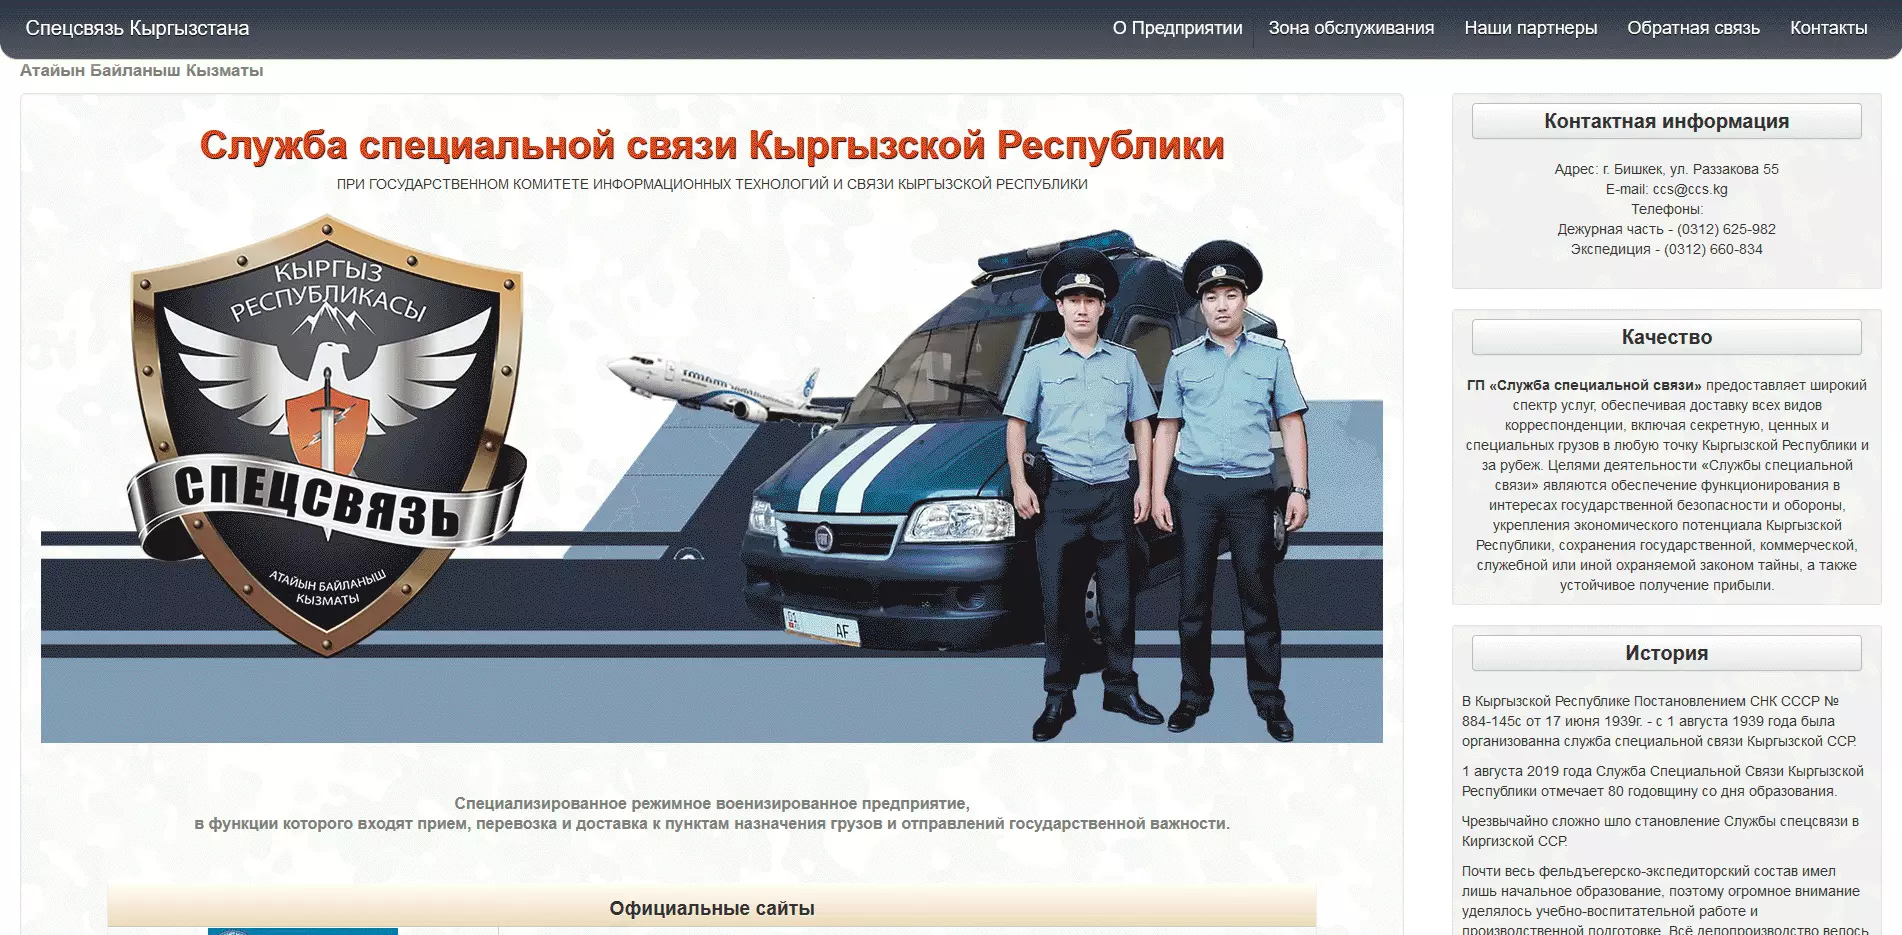 Спецсвязь Кыргызстана
О Предприятии
Зона обслуживания
Наши партнеры
Обратная связь
Контакты
Атайын Байланыш Кызматы
Служба специальной связи Кыргызской Республики
ПРИ ГОСУДАРСТВЕННОМ КОМИТЕТЕ ИНФОРМАЦИОННЫХ ТЕХНОЛОГИЙ И СВЯЗИ КЫРГЫЗСКОЙ РЕСПУБЛИКИ
КЫРГЫЗ
РЕСПУБЛИКАСЫ
СПЕЦСВЯЗЬ
АТАЙЫН БАЙЛАНЫШ
КЫЗМАТЫ
01
AF
Специализированное режимное военизированное предприятие,
в функции которого входят прием, перевозка и доставка к пунктам назначения грузов и отправлений государственной важности.
Официальные сайты
Контактная информация
Адрес: г. Бишкек, ул. Раззакова 55
E-mail: ccs@ccs.kg
Телефоны:
Дежурная часть - (0312) 625-982
Экспедиция - (0312) 660-834
Качество
ГП «Служба специальной связи» предоставляет широкий
спектр услуг, обеспечивая доставку всех видов
корреспонденции, включая секретную, ценных и
специальных грузов в любую точку Кыргызской Республики и
за рубеж. Целями деятельности «Службы специальной
связи» являются обеспечение функционирования в
интересах государственной безопасности и обороны,
укрепления экономического потенциала Кыргызской
Республики, сохранения государственной, коммерческой,
служебной или иной охраняемой законом тайны, а также
устойчивое получение прибыли.
История
В Кыргызской Республике Постановлением СНК СССР №
884-145с от 17 июня 1939г. - с 1 августа 1939 года была
организованна служба специальной связи Кыргызской ССР.
1 августа 2019 года Служба Специальной Связи Кыргызской
Республики отмечает 80 годовщину со дня образования.
Чрезвычайно сложно шло становление Службы спецсвязи в
Киргизской ССР.
Почти весь фельдъегерско-экспедиторский состав имел
лишь начальное образование, поэтому огромное внимание
уделялось учебно-воспитательной работе и
производственной подготовке. Всё делопроизводство велось